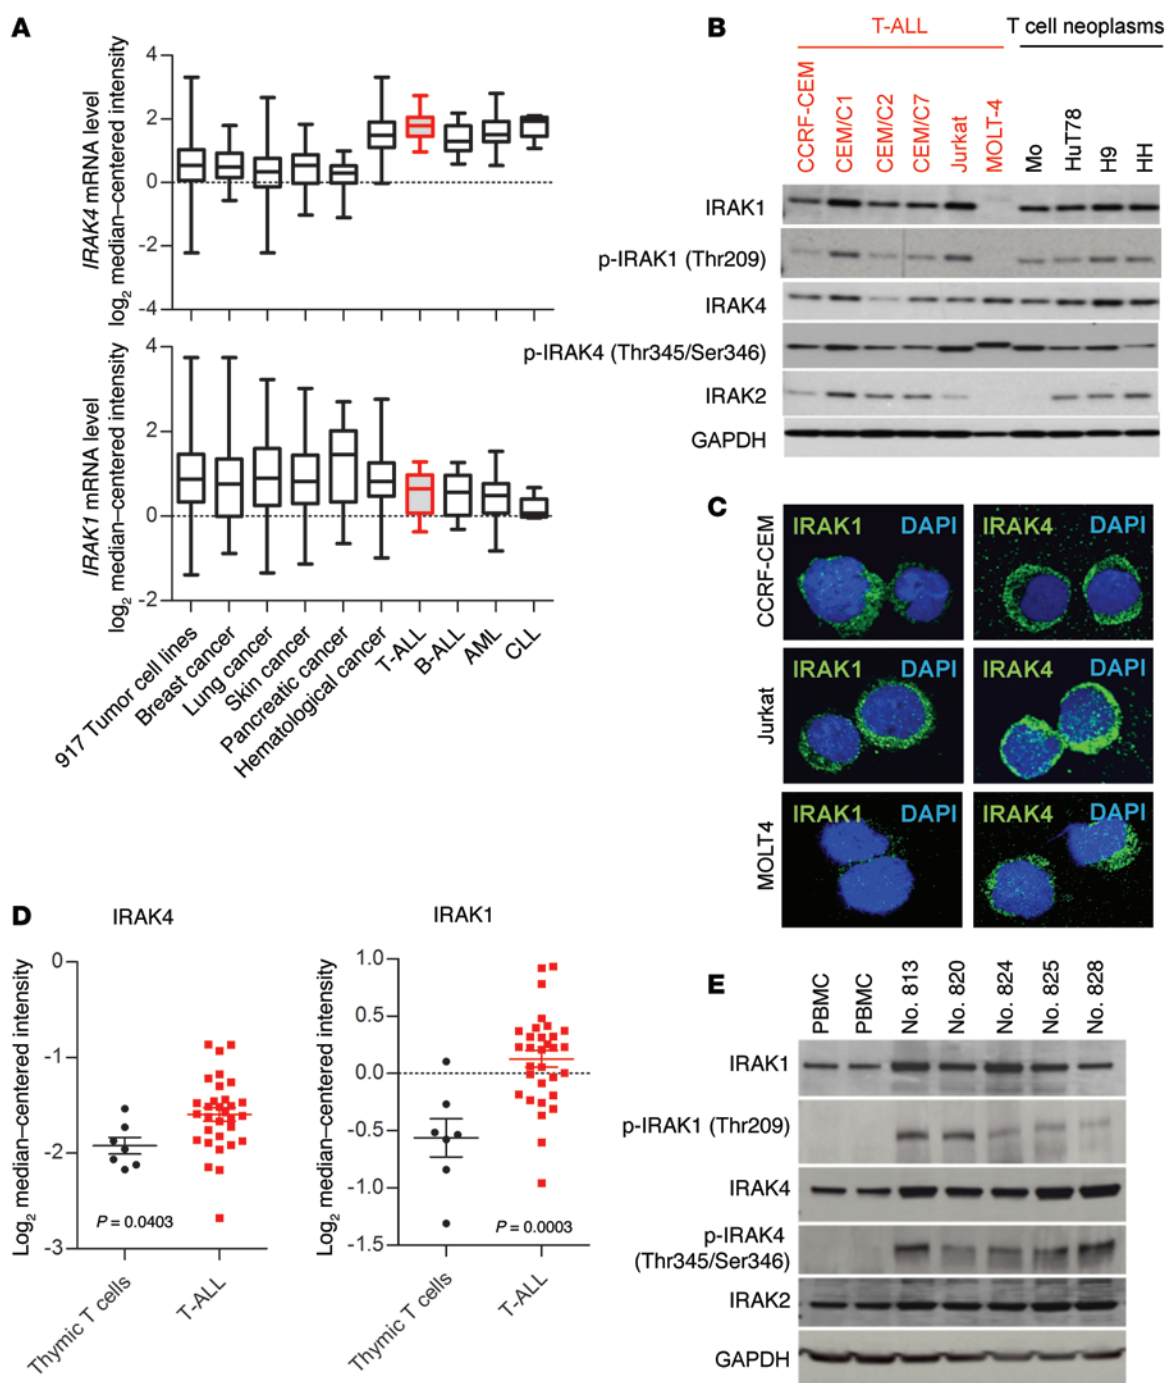 A
IRAK4 mRNA level
log2 median–centered intensity
4
2
0
-2
-4
IRAK1 mRNA level
log2 median–centered intensity
4
2
0
-2
917 Tumor cell lines
Breast cancer
Lung cancer
Skin cancer
Pancreatic cancer
Hematological cancer
T-ALL
B-ALL
AML
CLL
B
T-ALL
T cell neoplasms
CCRF-CEM
CEM/C1
CEM/C2
CEM/C7
Jurkat
MOLT-4
Mo
HuT78
H9
HH
IRAK1
p-IRAK1 (Thr209)
IRAK4
p-IRAK4 (Thr345/Ser346)
IRAK2
GAPDH
C
CCRF-CEM
IRAK1 DAPI
IRAK4 DAPI
Jurkat
IRAK1 DAPI
IRAK4 DAPI
MOLT4
IRAK1 DAPI
IRAK4 DAPI
D
IRAK4
Log2 median–centered intensity
0
-1
-2
-3
P = 0.0403
Thymic T cells
T-ALL
IRAK1
Log2 median–centered intensity
1.0
0.5
0.0
-0.5
-1.0
-1.5
P = 0.0003
Thymic T cells
T-ALL
E
PBMC
PBMC
No. 813
No. 820
No. 824
No. 825
No. 828
IRAK1
p-IRAK1 (Thr209)
IRAK4
p-IRAK4
(Thr345/Ser346)
IRAK2
GAPDH